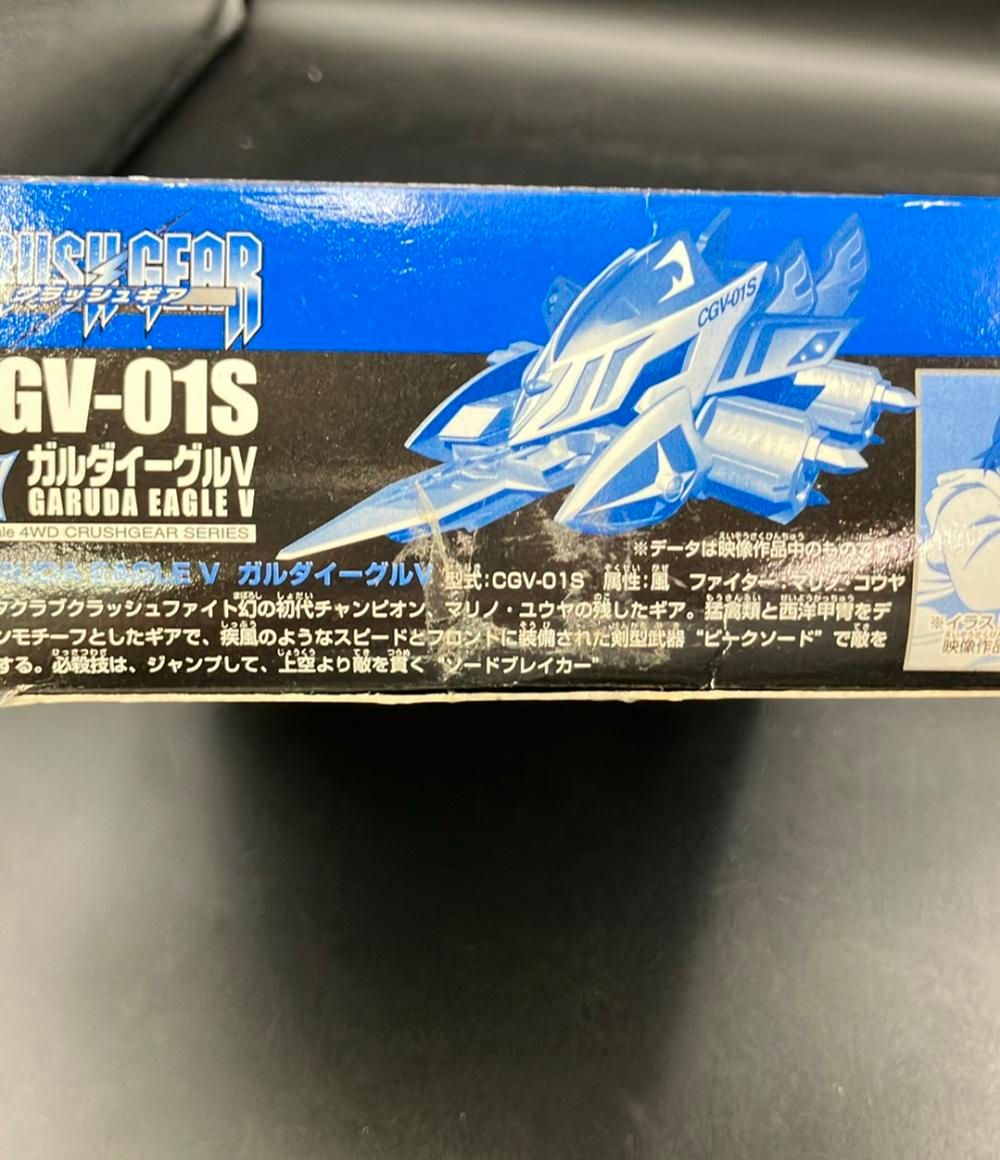 RUSH GEAR
クラッシュギア
CGV-01S
GV-01S
ガルダイーグルV
GARUDA EAGLE V
ale 4WD CRUSHGEAR SERIES
※データは映像作品中のものです
RUDA EAGLE V ガルダイーグルV 型式:CGV-01S 属性:風 ファイター:マリノ・コウヤ
タクラブクラッシュファイト幻の初代チャンピオン、マリノ・ユウヤの残したギア。猛禽類と西洋甲冑をデ
ンモチーフとしたギアで、疾風のようなスピードとフロントに装備された剣型武器 “ビークソード” で敵を
する。必殺技は、ジャンプして、上空より敵を貫く “ソードブレイカー”
※イラス
映像作品